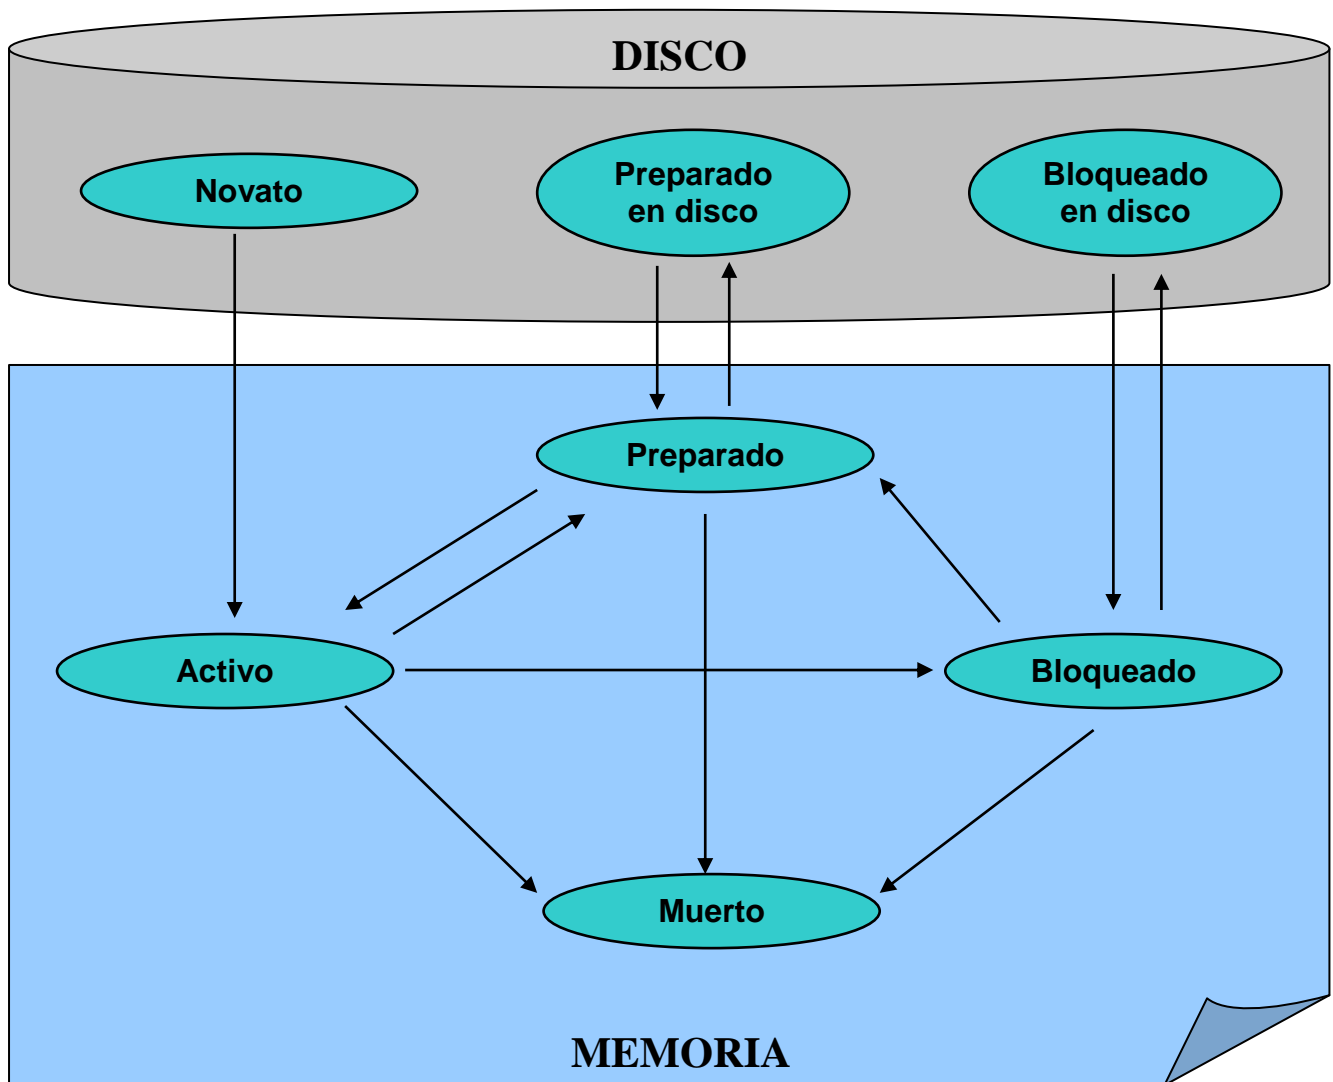 DISCO
Novato
Preparado
en disco
Bloqueado
en disco
Preparado
Activo
Bloqueado
Muerto
MEMORIA